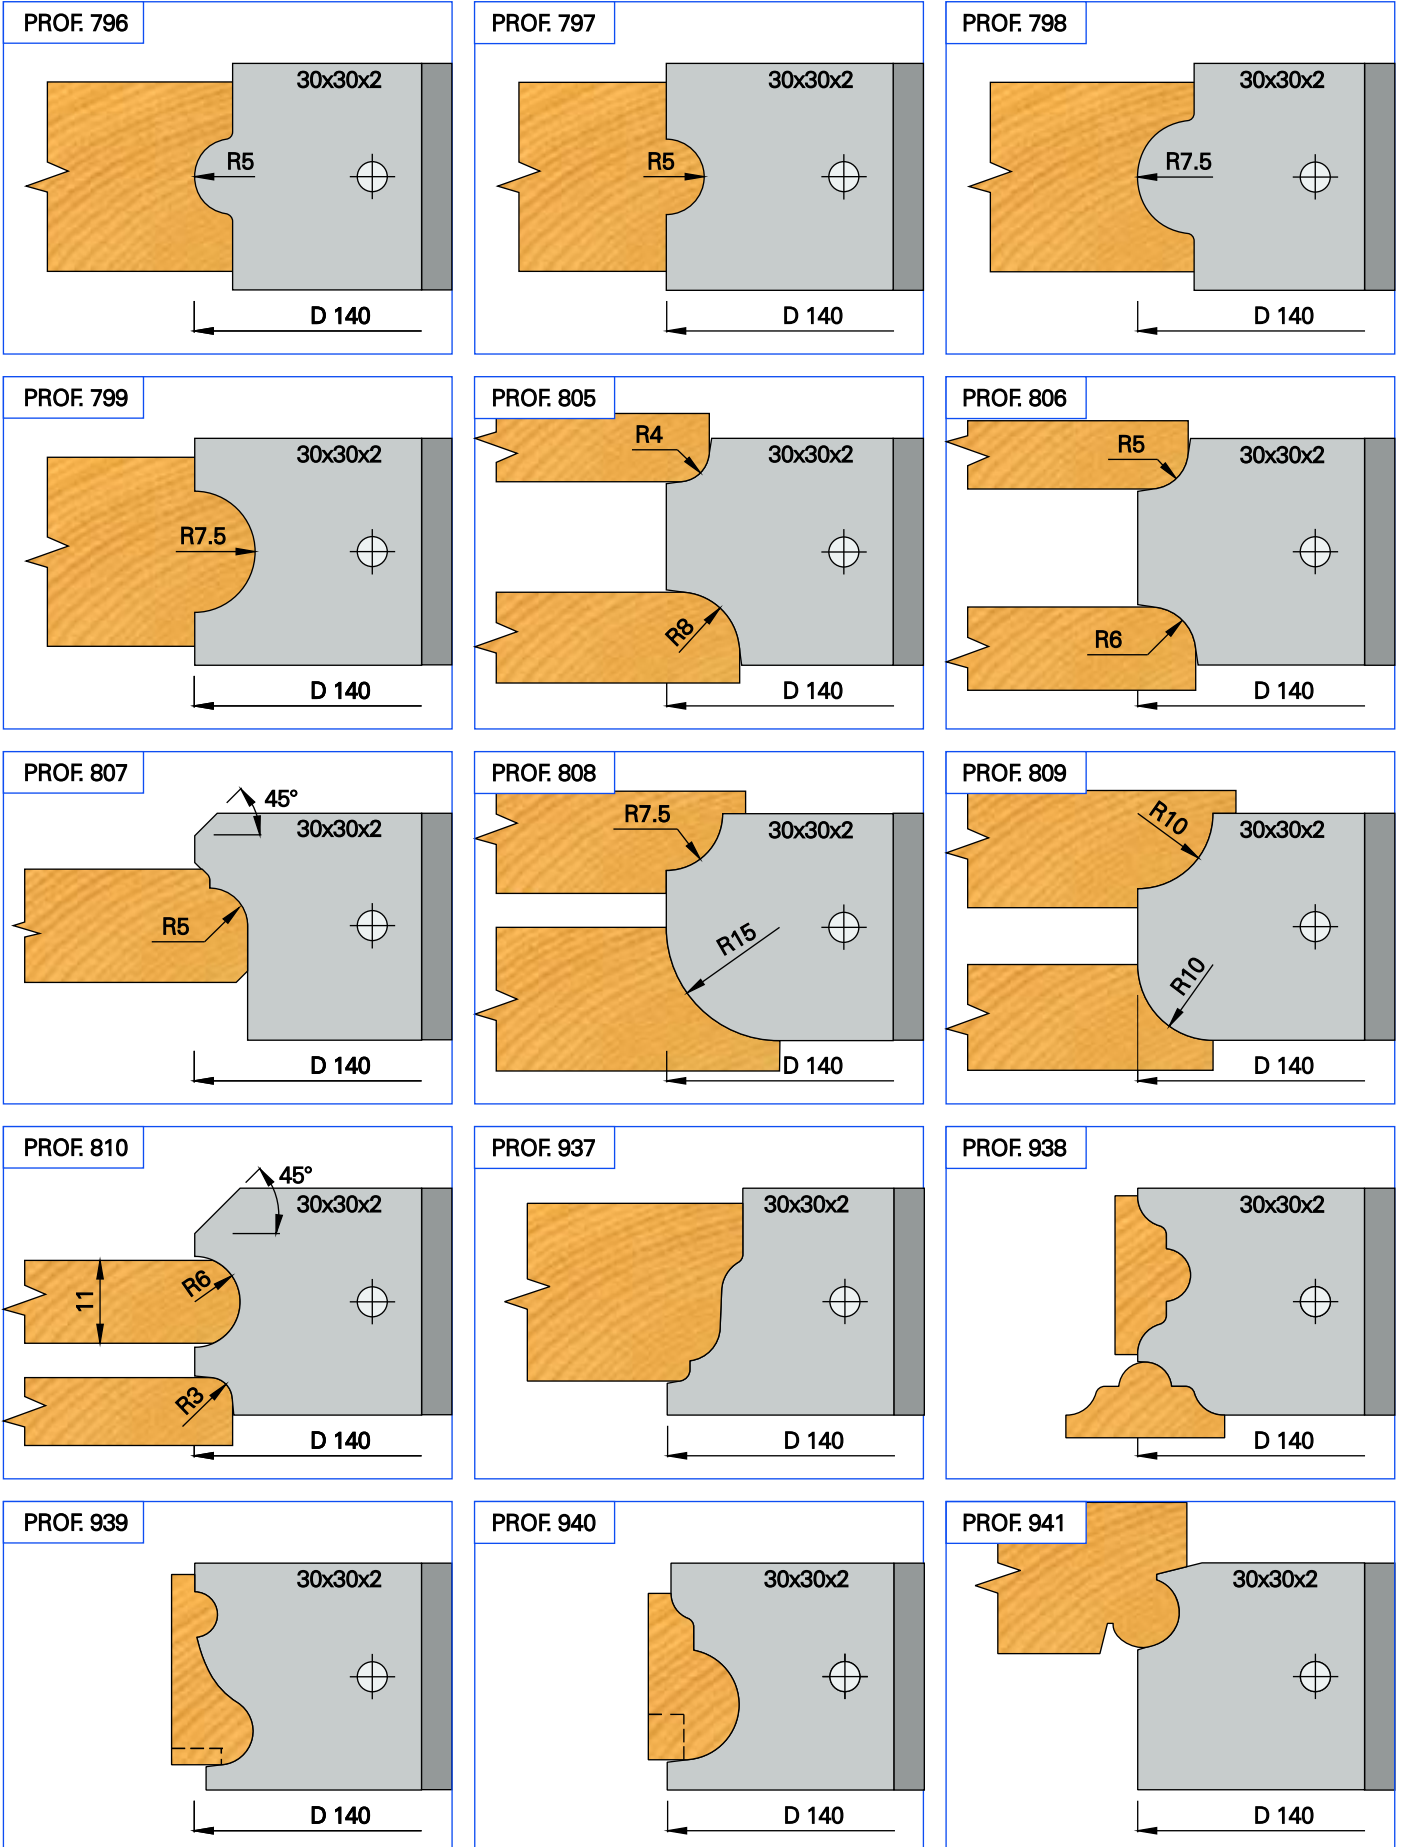 PROF. 796
30x30x2
R5
D 140
PROF. 797
30x30x2
R5
D 140
PROF. 798
30x30x2
R7.5
D 140
PROF. 799
30x30x2
R7.5
D 140
PROF. 805
R4
30x30x2
R8
D 140
PROF. 806
R5
30x30x2
R6
D 140
PROF. 807
45°
30x30x2
R5
D 140
PROF. 808
R7.5
30x30x2
R15
D 140
PROF. 809
R10
30x30x2
R10
D 140
PROF. 810
45°
30x30x2
R6
11
R3
D 140
PROF. 937
30x30x2
D 140
PROF. 938
30x30x2
D 140
PROF. 939
30x30x2
D 140
PROF. 940
30x30x2
D 140
PROF. 941
30x30x2
D 140